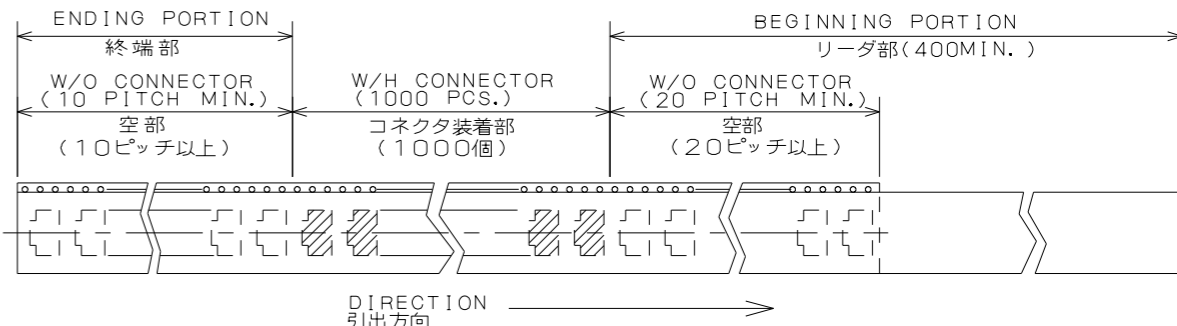 ENDING PORTION
終端部
BEGINNING PORTION
リーダ部(400MIN. )
W/O CONNECTOR
(10 PITCH MIN.)
空部
(10ピッチ以上)
W/H CONNECTOR
(1000 PCS.)
コネクタ装着部
(1000個)
W/O CONNECTOR
(20 PITCH MIN.)
空部
(20ピッチ以上)
DIRECTION
引出方向